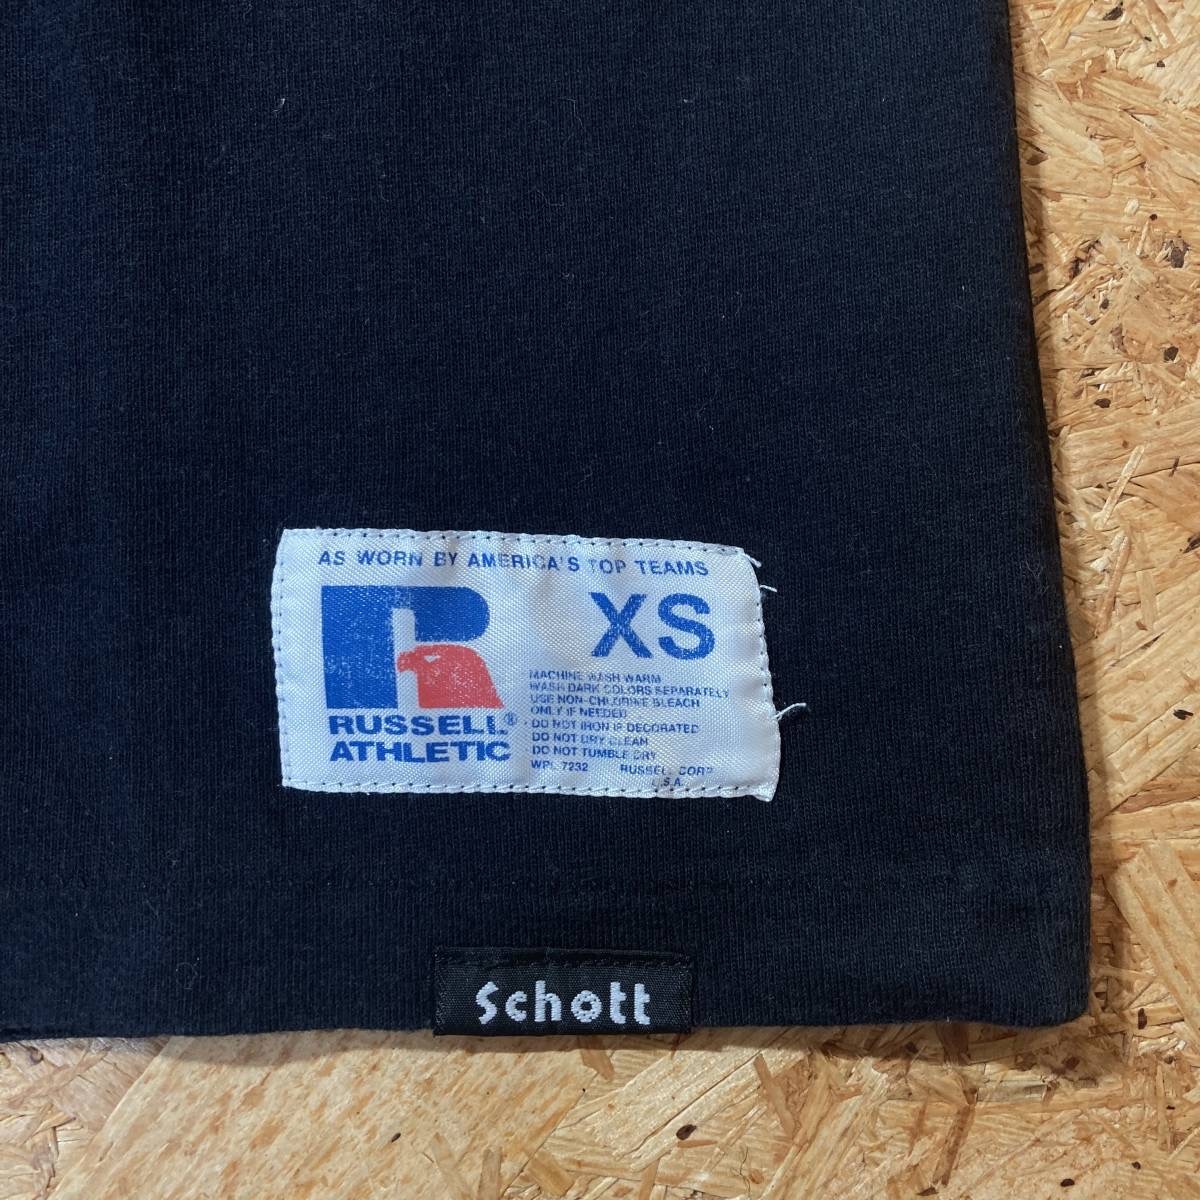 AS WORN BY AMERICA'S TOP TEAMS
R
XS
RUSSELL®
ATHLETIC
MACHINE WASH WARM
WASH DARK COLORS SEPARATELY
USE NON-CHLORINE BLEACH
ONLY IF NEEDED
· DO NOT IRON IF DECORATED
DO NOT DRY CLEAN
· DO NOT TUMBLE DRY
WPL 7232 RUSSELL CORP
U.S.A.
Schott